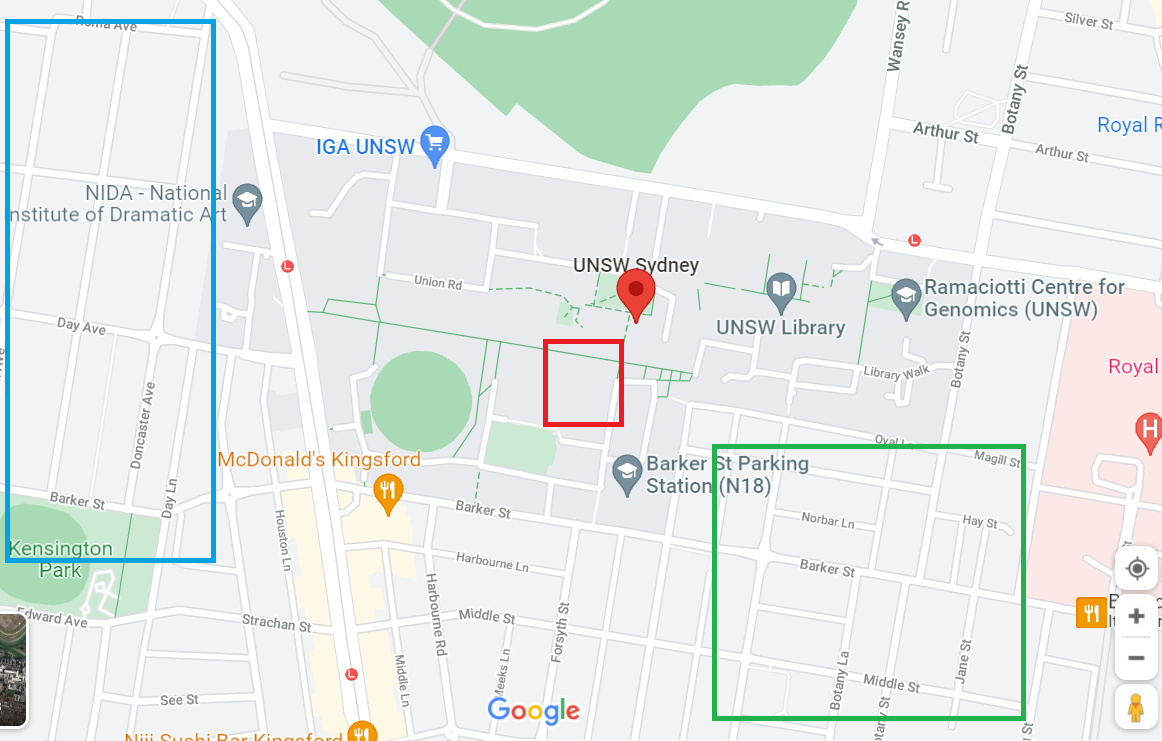 Roma Ave
Wansey R
Silver St
Botany St
IGA UNSW
Arthur St
Royal R
Arthur St
NIDA - National
nstitute of Dramatic Art
UNSW Sydney
Union Rd
Ramaciotti Centre for
Genomics (UNSW)
UNSW Library
Day Ave
Botany St
Library Walk
Royal
Doncaster Ave
Oval L
H
McDonald's Kingsford
Magill St
Barker St Parking
Station (N18)
Barker St
Day Ln
Barker St
Norbar Ln
Hay St
Houston Ln
Kensington
Park
Harbourne Ln
Barker St
Harbourne Rd
Edward Ave
Strachan St
Middle St
Forsyth St
Jane St
Meeks Ln
Middle Ln
Botany La
Middle St
See St
Google
tany St
St
Niji Sushi Bar Kingsford